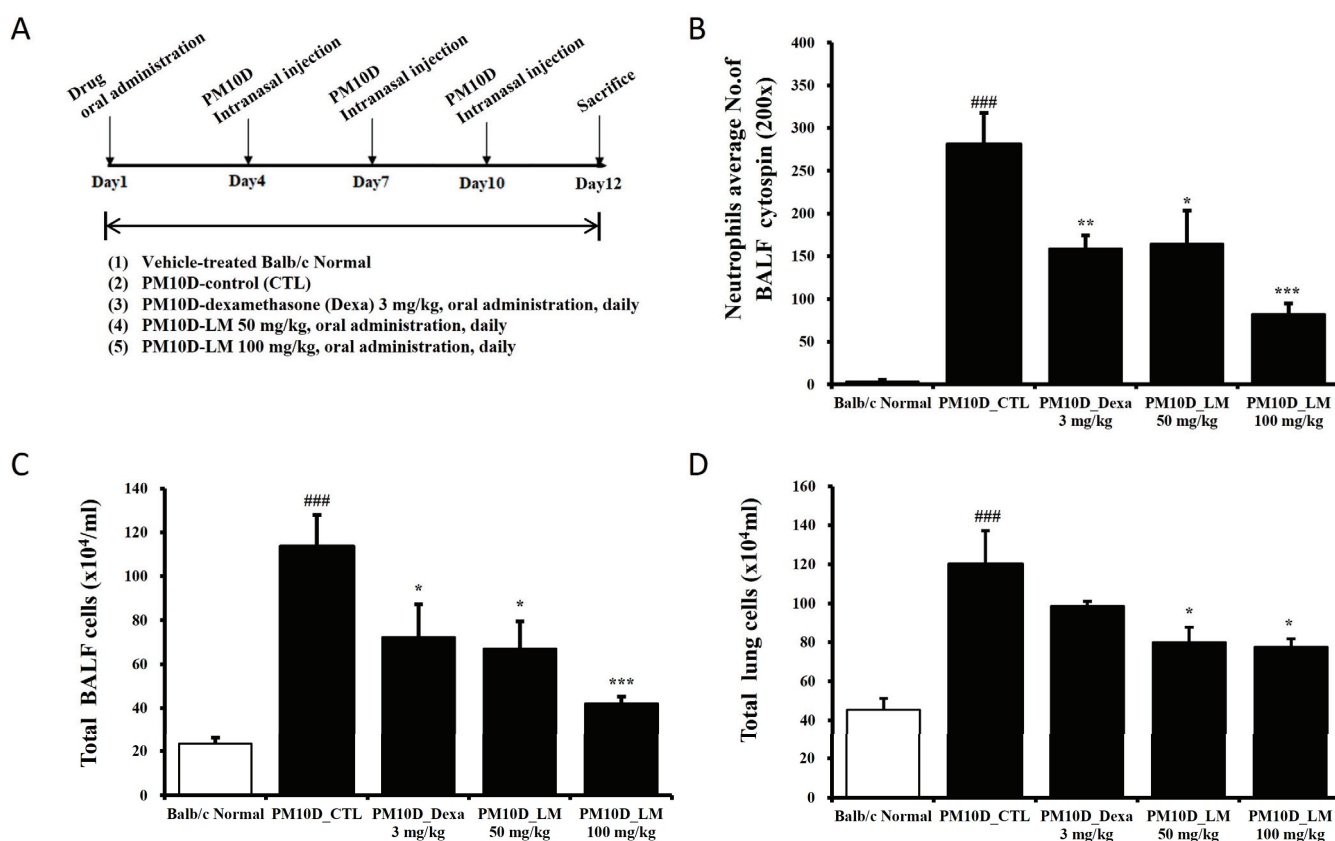 A
Drug
oral administration
PM10D
Intranasal injection
PM10D
Intranasal injection
PM10D
Intranasal injection
Sacrifice
Day1 Day4 Day7 Day10 Day12
(1) Vehicle-treated Balb/c Normal
(2) PM10D-control (CTL)
(3) PM10D-dexamethasone (Dexa) 3 mg/kg, oral administration, daily
(4) PM10D-LM 50 mg/kg, oral administration, daily
(5) PM10D-LM 100 mg/kg, oral administration, daily
B
Neutrophils average No.of
BALF cytospin (200x)
400
350
300
250
200
150
100
50
0
###
**
*
***
Balb/c Normal PM10D_CTL PM10D_Dexa PM10D_LM PM10D_LM
3 mg/kg 50 mg/kg 100 mg/kg
C
Total BALF cells (x10⁴/ml)
140
120
100
80
60
40
20
0
###
*
*
***
Balb/c Normal PM10D_CTL PM10D_Dexa PM10D_LM PM10D_LM
3 mg/kg 50 mg/kg 100 mg/kg
D
Total lung cells (x10⁴ml)
160
140
120
100
80
60
40
20
0
###
*
*
Balb/c Normal PM10D_CTL PM10D_Dexa PM10D_LM PM10D_LM
3 mg/kg 50 mg/kg 100 mg/kg